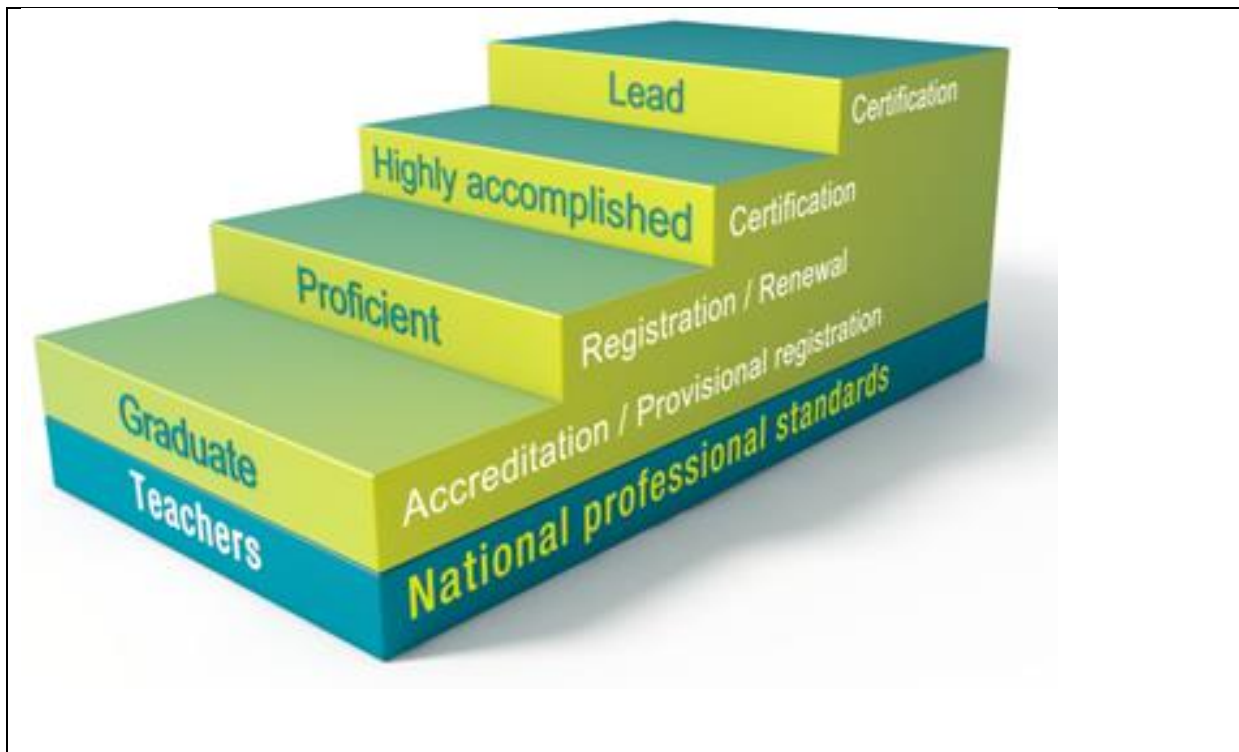 Lead
Certification
Highly accomplished
Certification
Proficient
Registration / Renewal
Graduate
Accreditation / Provisional registration
Teachers
National professional standards